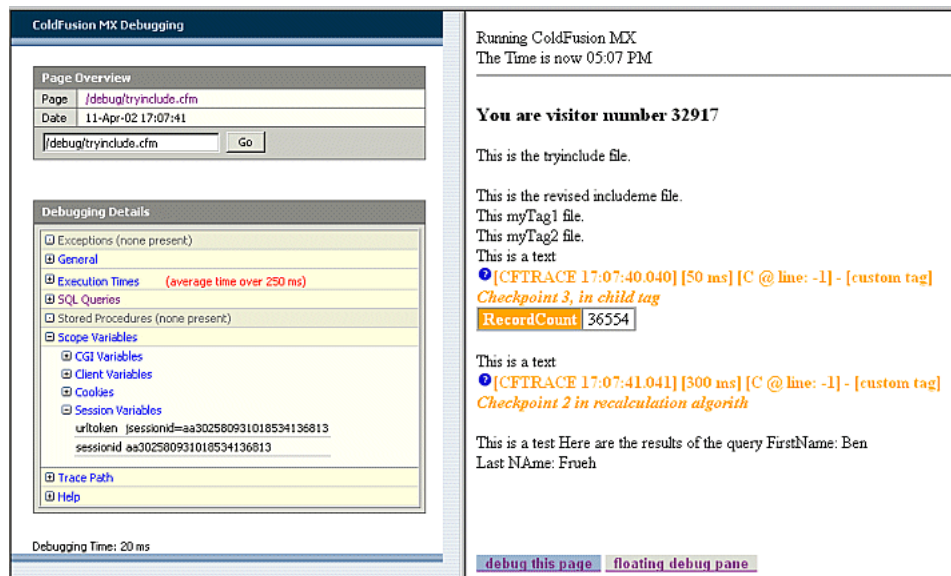 ColdFusion MX Debugging
Page Overview
Page /debug/tryinclude.cfm
Date 11-Apr-02 17:07:41
/debug/tryinclude.cfm Go
Debugging Details
Exceptions (none present)
General
Execution Times (average time over 250 ms)
SQL Queries
Stored Procedures (none present)
Scope Variables
CGI Variables
Client Variables
Cookies
Session Variables
urltoken jsessionid=aa302580931018534136813
sessionid aa302580931018534136813
Trace Path
Help
Debugging Time: 20 ms
Running ColdFusion MX
The Time is now 05:07 PM
You are visitor number 32917
This is the tryinclude file.
This is the revised includeme file.
This myTag1 file.
This myTag2 file.
This is a text
[CFTRACE 17:07:40.040] [50 ms] [C @ line: -1] - [custom tag]
Checkpoint 3, in child tag
RecordCount 36554
This is a text
[CFTRACE 17:07:41.041] [300 ms] [C @ line: -1] - [custom tag]
Checkpoint 2 in recalculation algorith
This is a test Here are the results of the query FirstName: Ben
Last NAme: Frueh
debug this page floating debug pane